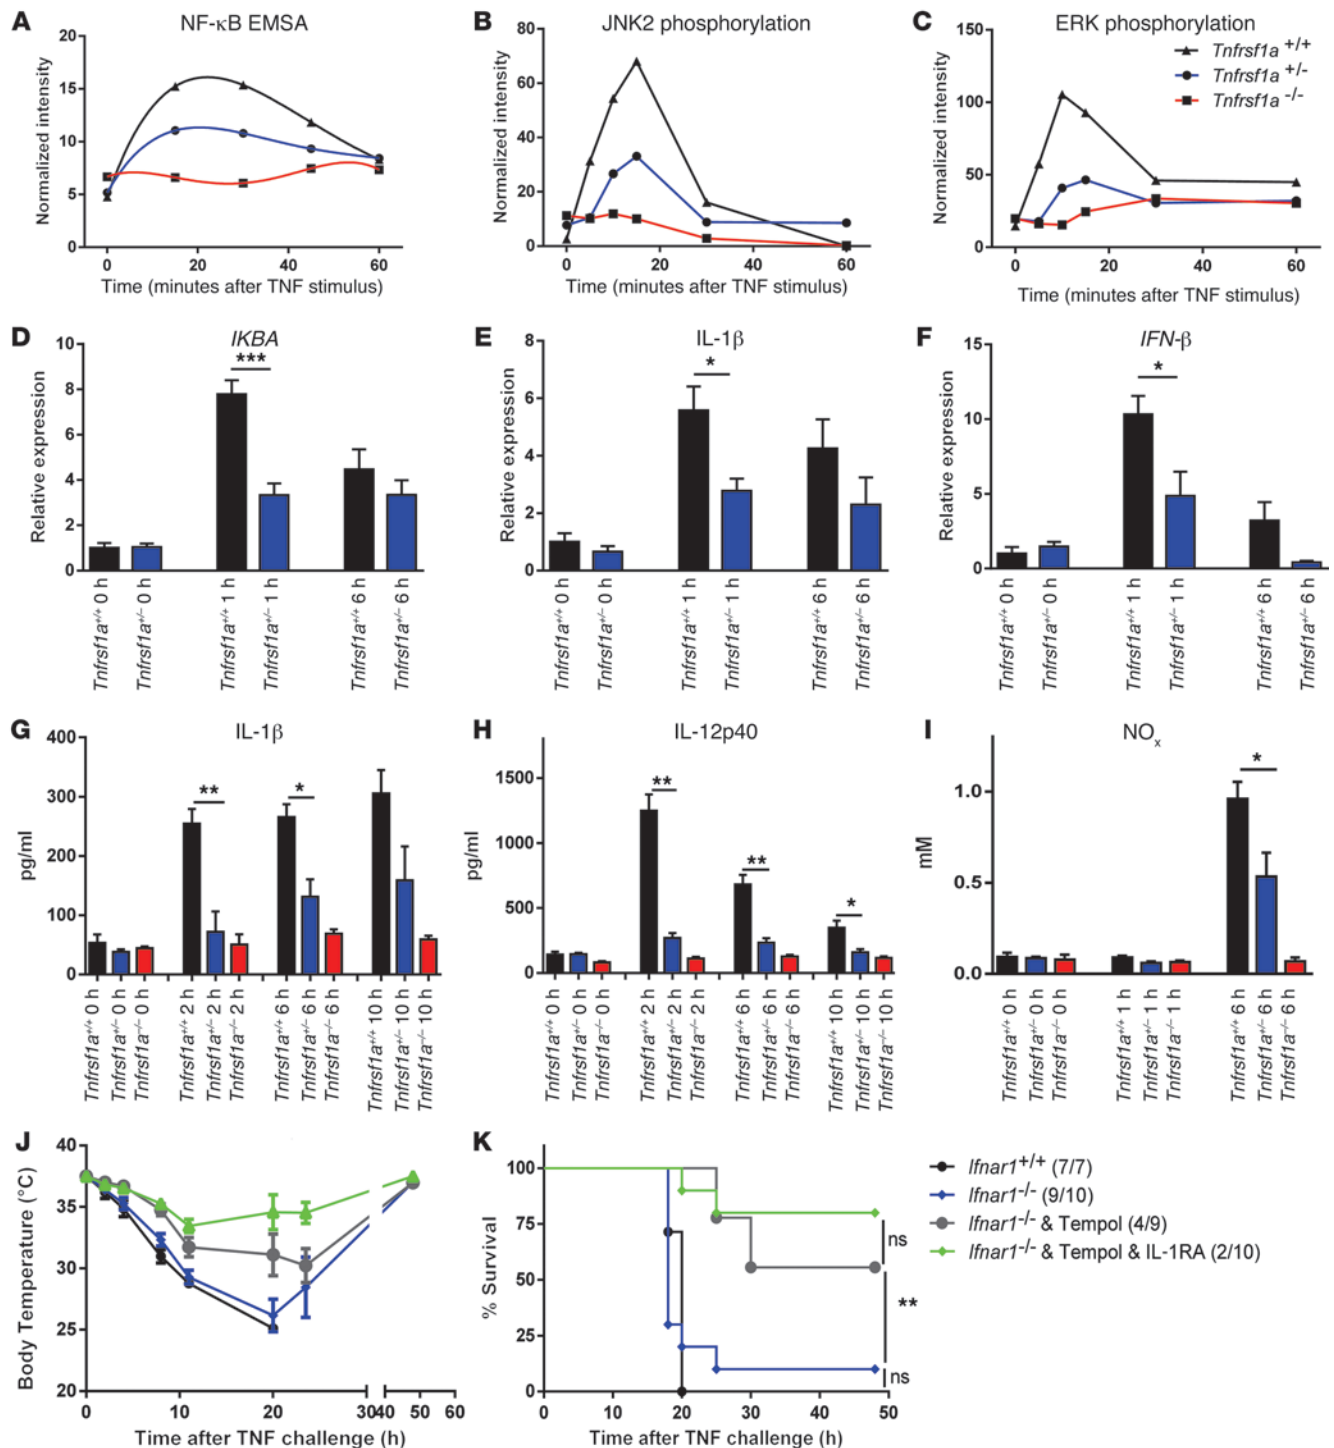 A
NF-κB EMSA
Normalized intensity
20
15
10
5
0
0 20 40 60
Time (minutes after TNF stimulus)
B
JNK2 phosphorylation
Normalized intensity
80
60
40
20
0
0 20 40 60
Time (minutes after TNF stimulus)
C
ERK phosphorylation
Normalized intensity
150
100
50
0
0 20 40 60
Time (minutes after TNF stimulus)
Tnfrsf1a +/+
Tnfrsf1a +/-
Tnfrsf1a -/-
D
IKBA
Relative expression
10
8
6
4
2
0
***
Tnfrsf1a+/+ 0 h
Tnfrsf1a+/– 0 h
Tnfrsf1a+/+ 1 h
Tnfrsf1a+/– 1 h
Tnfrsf1a+/+ 6 h
Tnfrsf1a+/– 6 h
E
IL-1β
Relative expression
8
6
4
2
0
*
Tnfrsf1a+/+ 0 h
Tnfrsf1a+/– 0 h
Tnfrsf1a+/+ 1 h
Tnfrsf1a+/– 1 h
Tnfrsf1a+/+ 6 h
Tnfrsf1a+/– 6 h
F
IFN-β
Relative expression
15
10
5
0
*
Tnfrsf1a+/+ 0 h
Tnfrsf1a+/– 0 h
Tnfrsf1a+/+ 1 h
Tnfrsf1a+/– 1 h
Tnfrsf1a+/+ 6 h
Tnfrsf1a+/– 6 h
G
IL-1β
pg/ml
400
300
200
100
0
**
*
Tnfrsf1a+/+ 0 h
Tnfrsf1a+/– 0 h
Tnfrsf1a–/– 0 h
Tnfrsf1a+/+ 2 h
Tnfrsf1a+/– 2 h
Tnfrsf1a–/– 2 h
Tnfrsf1a+/+ 6 h
Tnfrsf1a+/– 6 h
Tnfrsf1a–/– 6 h
Tnfrsf1a+/+ 10 h
Tnfrsf1a+/– 10 h
Tnfrsf1a–/– 10 h
H
IL-12p40
pg/ml
1500
1000
500
0
**
**
*
Tnfrsf1a+/+ 0 h
Tnfrsf1a+/– 0 h
Tnfrsf1a–/– 0 h
Tnfrsf1a+/+ 2 h
Tnfrsf1a+/– 2 h
Tnfrsf1a–/– 2 h
Tnfrsf1a+/+ 6 h
Tnfrsf1a+/– 6 h
Tnfrsf1a–/– 6 h
Tnfrsf1a+/+ 10 h
Tnfrsf1a+/– 10 h
Tnfrsf1a–/– 10 h
I
NOx
mM
1.0
0.5
0.0
*
Tnfrsf1a+/+ 0 h
Tnfrsf1a+/– 0 h
Tnfrsf1a–/– 0 h
Tnfrsf1a+/+ 1 h
Tnfrsf1a+/– 1 h
Tnfrsf1a–/– 1 h
Tnfrsf1a+/+ 6 h
Tnfrsf1a+/– 6 h
Tnfrsf1a–/– 6 h
J
Body Temperature (°C)
40
35
30
25
20
0 10 20 30 40 50 60
Time after TNF challenge (h)
K
% Survival
100
75
50
25
0
0 10 20 30 40 50
Time after TNF challenge (h)
ns
**
ns
Ifnar1+/+ (7/7)
Ifnar1-/- (9/10)
Ifnar1-/- & Tempol (4/9)
Ifnar1-/- & Tempol & IL-1RA (2/10)